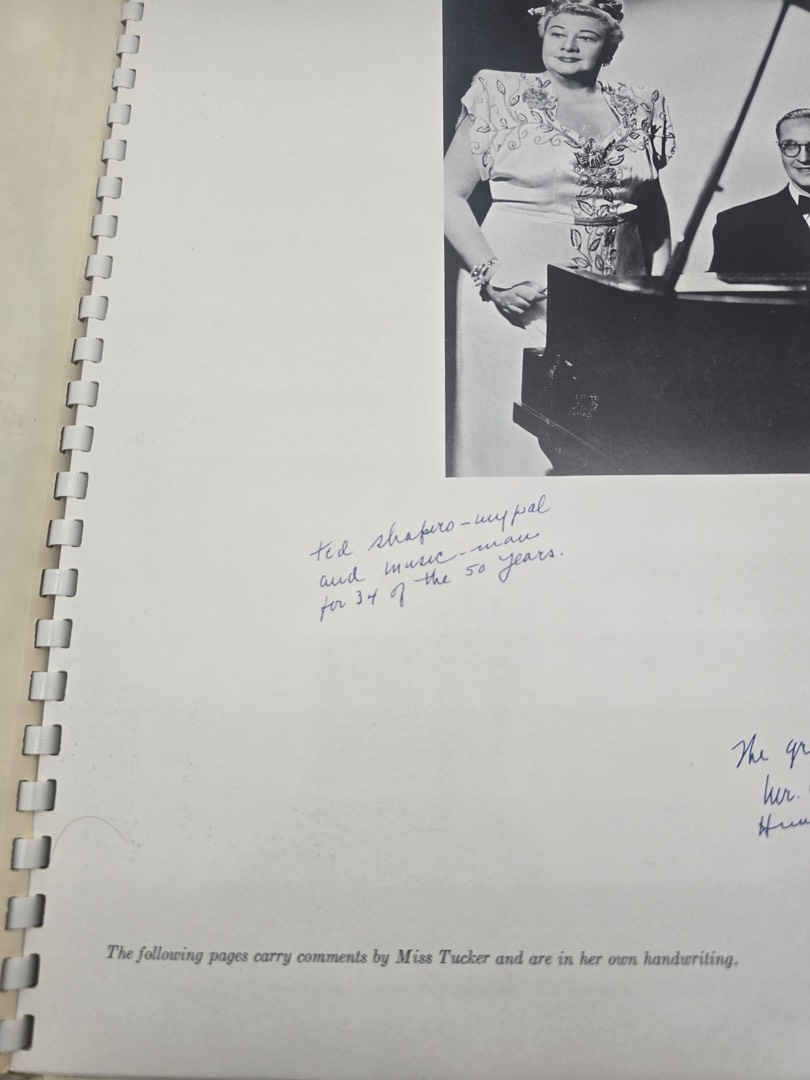 ted shapiro - my pal
and music - man
for 34 of the 50 years.
The gr
Mr.
The following pages carry comments by Miss Tucker and are in her own handwriting.